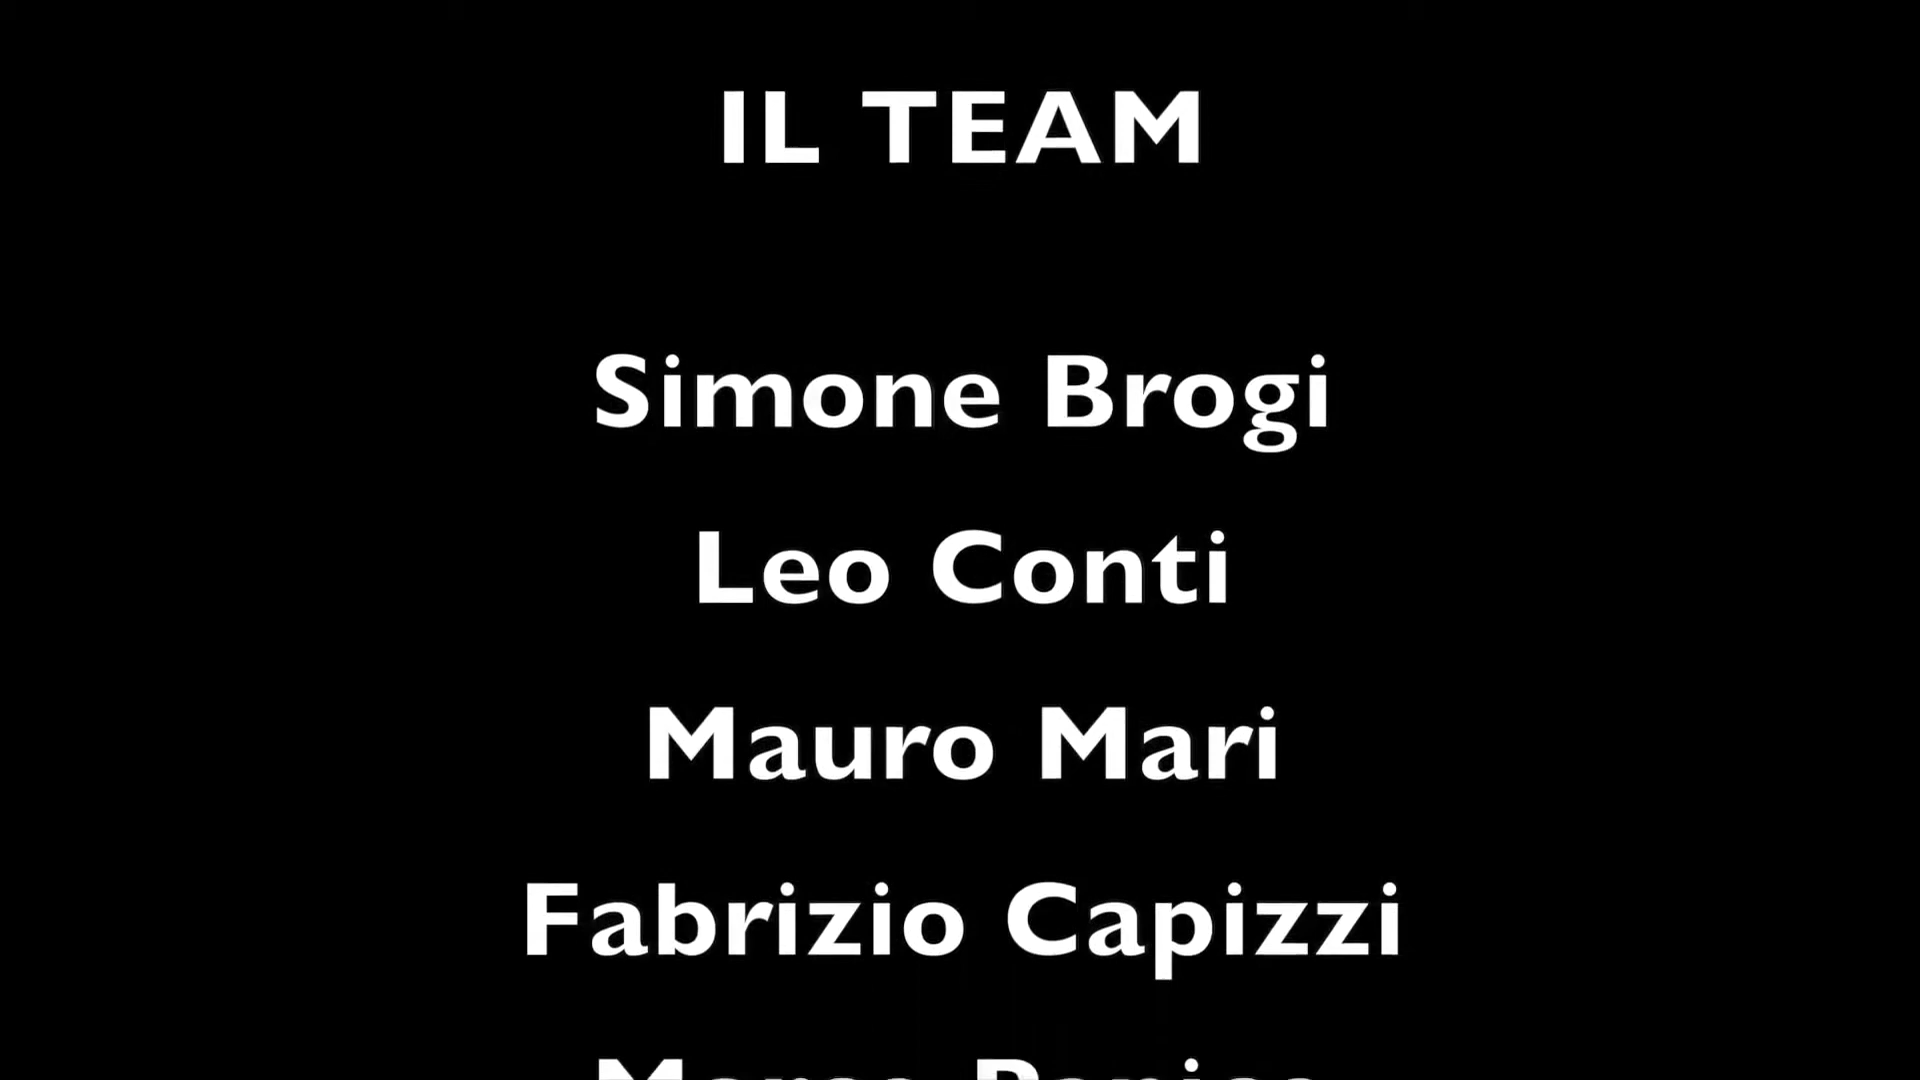 IL TEAM
Simone Brogi
Leo Conti
Mauro Mari
Fabrizio Capizzi